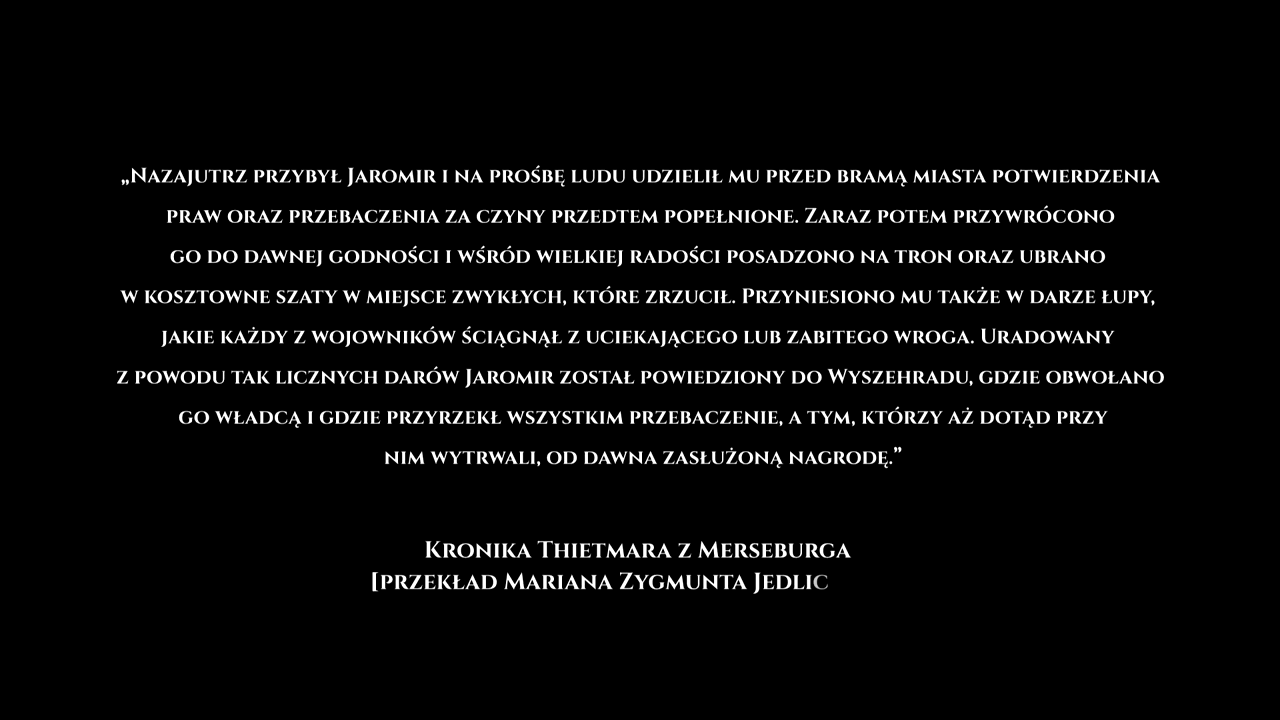 „Nazajutrz przybył Jaromir i na prośbę ludu udzielił mu przed bramą miasta potwierdzenia
praw oraz przebaczenia za czyny przedtem popełnione. Zaraz potem przywrócono
go do dawnej godności i wśród wielkiej radości posadzono na tron oraz ubrano
w kosztowne szaty w miejsce zwykłych, które zrzucił. Przyniesiono mu także w darze łupy,
jakie każdy z wojowników ściągnął z uciekającego lub zabitego wroga. Uradowany
z powodu tak licznych darów Jaromir został powiedziony do Wyszehradu, gdzie obwołano
go władcą i gdzie przyrzekł wszystkim przebaczenie, a tym, którzy aż dotąd przy
nim wytrwali, od dawna zasłużoną nagrodę.”
Kronika Thietmara z Merseburga
[przekład Mariana Zygmunta Jedlic